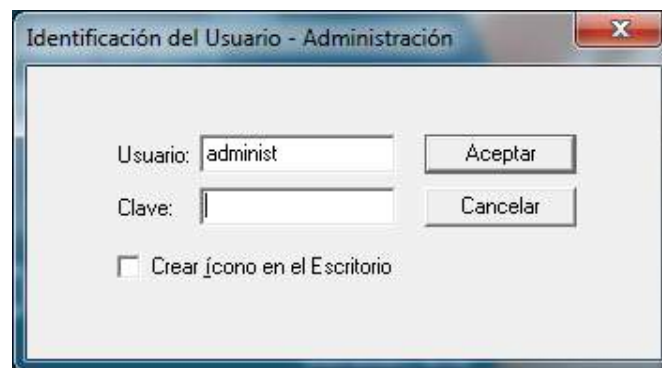 Identificación del Usuario - Administración
Usuario: administ Aceptar
Clave: Cancelar
Crear ícono en el Escritorio